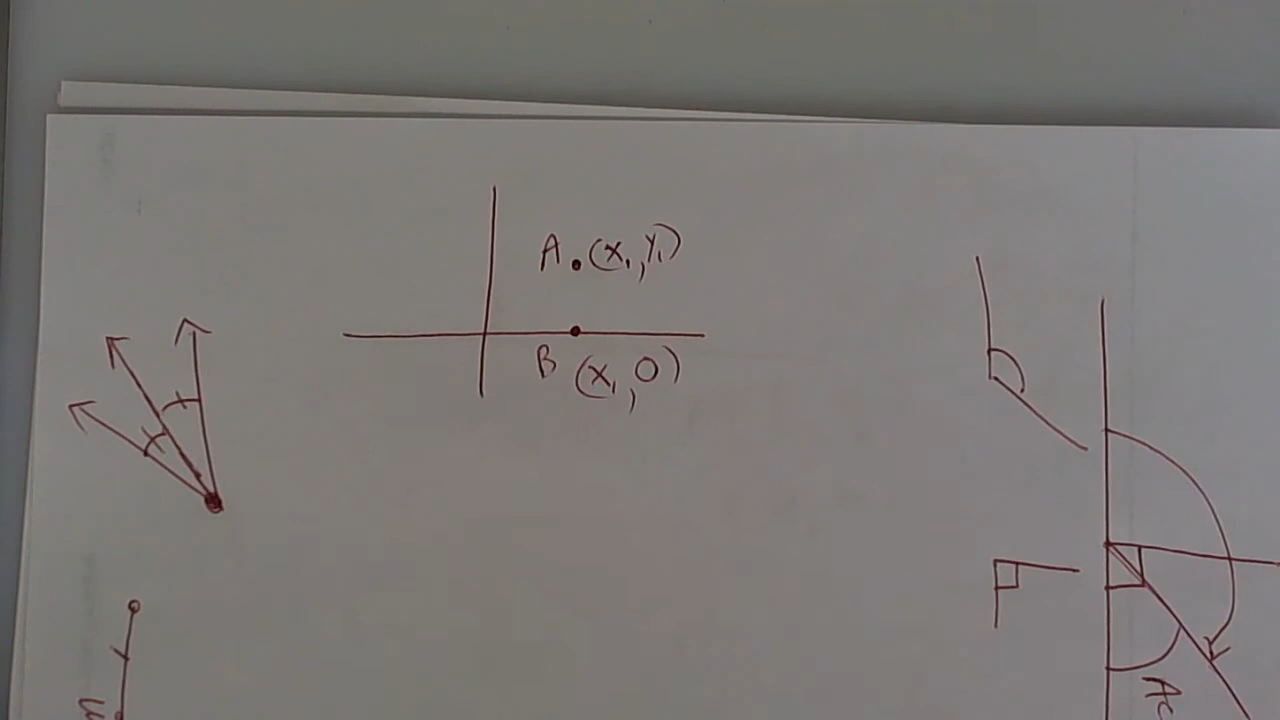 A. (x₁, y₁)
B (x₁, 0)